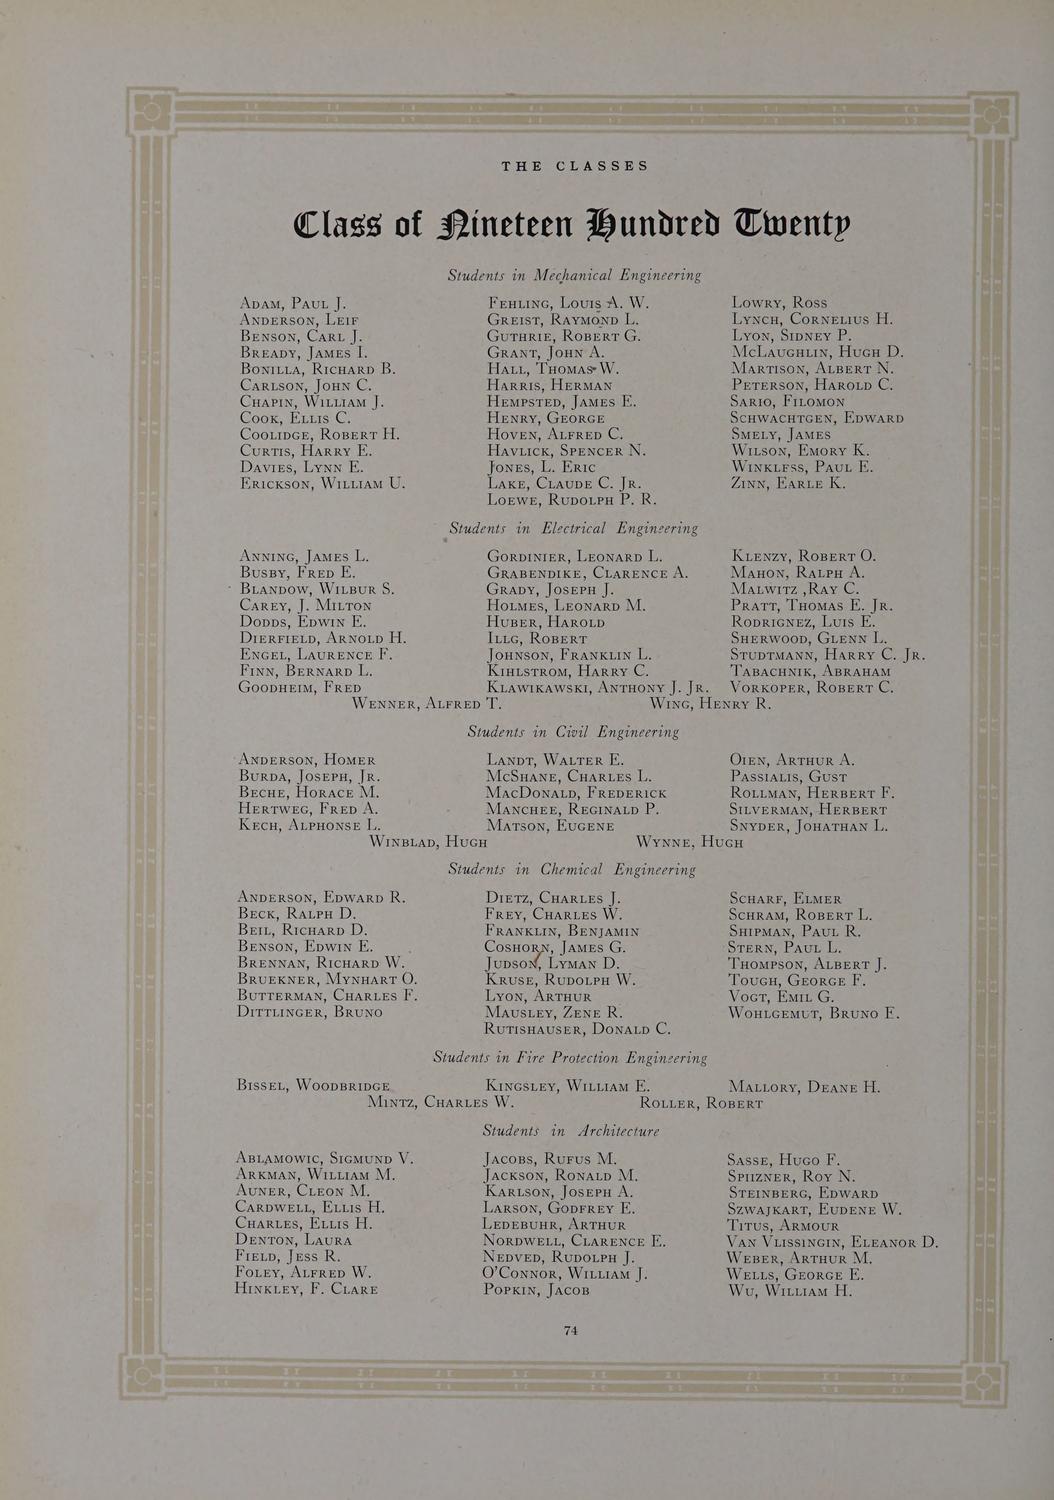 THE CLASSES
Class of Nineteen Hundred Twenty
Students in Mechanical Engineering
Adam, Paul J.
Anderson, Leif
Benson, Carl J.
Bready, James I.
Bonilla, Richard B.
Carlson, John C.
Chapin, William J.
Cook, Ellis C.
Coolidge, Robert H.
Curtis, Harry E.
Davies, Lynn E.
Erickson, William U.
Fehling, Louis A. W.
Greist, Raymond L.
Guthrie, Robert G.
Grant, John A.
Hall, Thomas W.
Harris, Herman
Hempsted, James E.
Henry, George
Hoven, Alfred C.
Havlick, Spencer N.
Jones, L. Eric
Lake, Claude C. Jr.
Loewe, Rudolph P. R.
Lowry, Ross
Lynch, Cornelius H.
Lyon, Sidney P.
McLaughlin, Hugh D.
Martison, Albert N.
Peterson, Harold C.
Sario, Filomon
Schwachtgen, Edward
Smely, James
Wilson, Emory K.
Winkless, Paul E.
Zinn, Earle K.
Students in Electrical Engineering
Anning, James L.
Busby, Fred E.
Blandow, Wilbur S.
Carey, J. Milton
Dodds, Edwin E.
Dierfield, Arnold H.
Engel, Laurence F.
Finn, Bernard L.
Goodheim, Fred
Gordinier, Leonard L.
Grabendike, Clarence A.
Grady, Joseph J.
Holmes, Leonard M.
Huber, Harold
Illg, Robert
Johnson, Franklin L.
Kihlstrom, Harry C.
Klawikawski, Anthony J. Jr.
Klenzy, Robert O.
Mahon, Ralph A.
Malwitz ,Ray C.
Pratt, Thomas E. Jr.
Rodrignez, Luis E.
Sherwood, Glenn L.
Studtmann, Harry C. Jr.
Tabachnik, Abraham
Vorkoper, Robert C.
Wenner, Alfred T.
Wing, Henry R.
Students in Civil Engineering
Anderson, Homer
Burda, Joseph, Jr.
Beche, Horace M.
Hertweg, Fred A.
Kech, Alphonse L.
Landt, Walter E.
McShane, Charles L.
MacDonald, Frederick
Manchee, Reginald P.
Matson, Eugene
Oien, Arthur A.
Passialis, Gust
Rollman, Herbert F.
Silverman, Herbert
Snyder, Johathan L.
Winblad, Hugh
Wynne, Hugh
Students in Chemical Engineering
Anderson, Edward R.
Beck, Ralph D.
Beil, Richard D.
Benson, Edwin E.
Brennan, Richard W.
Bruekner, Mynhart O.
Butterman, Charles F.
Dittlinger, Bruno
Dietz, Charles J.
Frey, Charles W.
Franklin, Benjamin
Coshorn, James G.
Judson, Lyman D.
Kruse, Rudolph W.
Lyon, Arthur
Mausley, Zene R.
Rutishauser, Donald C.
Scharf, Elmer
Schram, Robert L.
Shipman, Paul R.
Stern, Paul L.
Thompson, Albert J.
Tough, George F.
Vogt, Emil G.
Wohlgemut, Bruno F.
Students in Fire Protection Engineering
Bissel, Woodbridge
Kingsley, William E.
Mallory, Deane H.
Mintz, Charles W.
Roller, Robert
Students in Architecture
Ablamowic, Sigmund V.
Arkman, William M.
Auner, Cleon M.
Cardwell, Ellis H.
Charles, Ellis H.
Denton, Laura
Field, Jess R.
Foley, Alfred W.
Hinkley, F. Clare
Jacobs, Rufus M.
Jackson, Ronald M.
Karlson, Joseph A.
Larson, Godfrey E.
Ledebuhr, Arthur
Nordwell, Clarence E.
Nedved, Rudolph J.
O'Connor, William J.
Popkin, Jacob
Sasse, Hugo F.
Spiizner, Roy N.
Steinberg, Edward
Szwajkart, Eudene W.
Titus, Armour
Van Vlissingin, Eleanor D.
Weber, Arthur M.
Wells, George E.
Wu, William H.
74